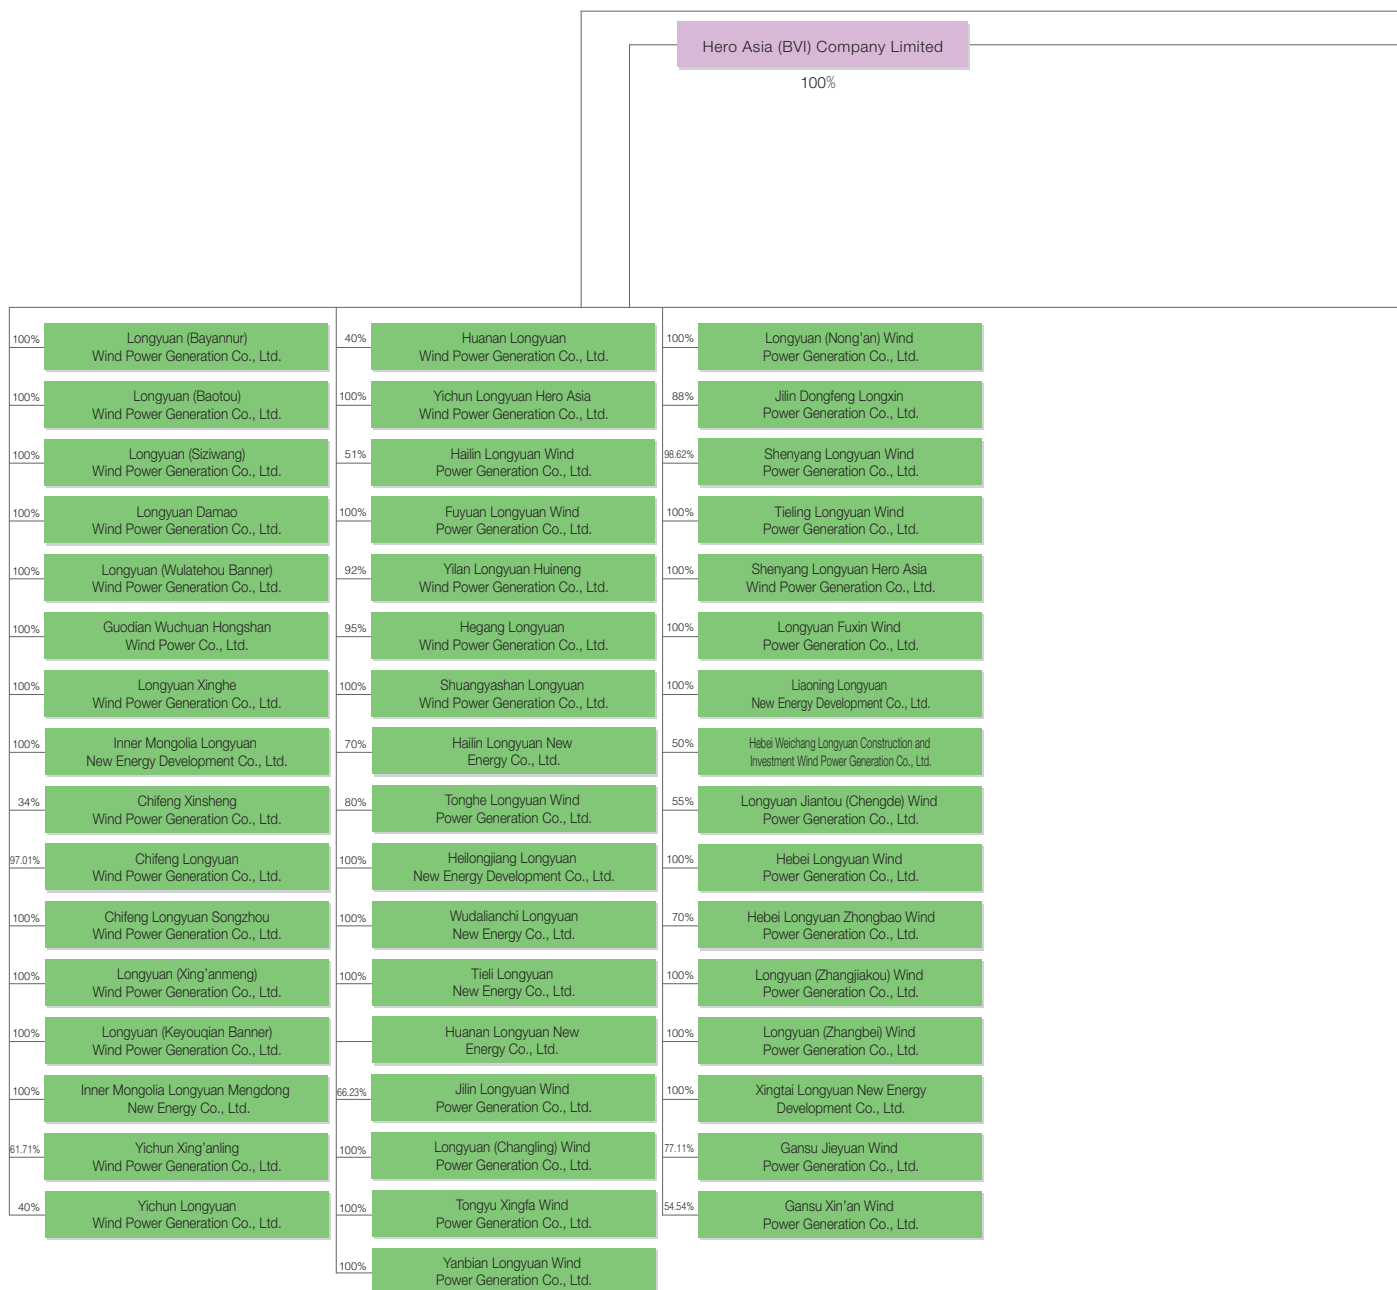 Hero Asia (BVI) Company Limited
100%
100%
Longyuan (Bayannur)
Wind Power Generation Co., Ltd.
100%
Longyuan (Baotou)
Wind Power Generation Co., Ltd.
100%
Longyuan (Siziwang)
Wind Power Generation Co., Ltd.
100%
Longyuan Damao
Wind Power Generation Co., Ltd.
100%
Longyuan (Wulatehou Banner)
Wind Power Generation Co., Ltd.
100%
Guodian Wuchuan Hongshan
Wind Power Co., Ltd.
100%
Longyuan Xinghe
Wind Power Generation Co., Ltd.
100%
Inner Mongolia Longyuan
New Energy Development Co., Ltd.
34%
Chifeng Xinsheng
Wind Power Generation Co., Ltd.
97.01%
Chifeng Longyuan
Wind Power Generation Co., Ltd.
100%
Chifeng Longyuan Songzhou
Wind Power Generation Co., Ltd.
100%
Longyuan (Xing'anmeng)
Wind Power Generation Co., Ltd.
100%
Longyuan (Keyouqian Banner)
Wind Power Generation Co., Ltd.
100%
Inner Mongolia Longyuan Mengdong
New Energy Co., Ltd.
61.71%
Yichun Xing'anling
Wind Power Generation Co., Ltd.
40%
Yichun Longyuan
Wind Power Generation Co., Ltd.
40%
Huanan Longyuan
Wind Power Generation Co., Ltd.
100%
Yichun Longyuan Hero Asia
Wind Power Generation Co., Ltd.
51%
Hailin Longyuan Wind
Power Generation Co., Ltd.
100%
Fuyuan Longyuan Wind
Power Generation Co., Ltd.
92%
Yilan Longyuan Huineng
Wind Power Generation Co., Ltd.
95%
Hegang Longyuan
Wind Power Generation Co., Ltd.
100%
Shuangyashan Longyuan
Wind Power Generation Co., Ltd.
70%
Hailin Longyuan New
Energy Co., Ltd.
80%
Tonghe Longyuan Wind
Power Generation Co., Ltd.
100%
Heilongjiang Longyuan
New Energy Development Co., Ltd.
100%
Wudalianchi Longyuan
New Energy Co., Ltd.
100%
Tieli Longyuan
New Energy Co., Ltd.
Huanan Longyuan New
Energy Co., Ltd.
66.23%
Jilin Longyuan Wind
Power Generation Co., Ltd.
100%
Longyuan (Changling) Wind
Power Generation Co., Ltd.
100%
Tongyu Xingfa Wind
Power Generation Co., Ltd.
100%
Yanbian Longyuan Wind
Power Generation Co., Ltd.
100%
Longyuan (Nong'an) Wind
Power Generation Co., Ltd.
88%
Jilin Dongfeng Longxin
Power Generation Co., Ltd.
98.62%
Shenyang Longyuan Wind
Power Generation Co., Ltd.
100%
Tieling Longyuan Wind
Power Generation Co., Ltd.
100%
Shenyang Longyuan Hero Asia
Wind Power Generation Co., Ltd.
100%
Longyuan Fuxin Wind
Power Generation Co., Ltd.
100%
Liaoning Longyuan
New Energy Development Co., Ltd.
50%
Hebei Weichang Longyuan Construction and
Investment Wind Power Generation Co., Ltd.
55%
Longyuan Jiantou (Chengde) Wind
Power Generation Co., Ltd.
100%
Hebei Longyuan Wind
Power Generation Co., Ltd.
70%
Hebei Longyuan Zhongbao Wind
Power Generation Co., Ltd.
100%
Longyuan (Zhangjiakou) Wind
Power Generation Co., Ltd.
100%
Longyuan (Zhangbei) Wind
Power Generation Co., Ltd.
100%
Xingtai Longyuan New Energy
Development Co., Ltd.
77.11%
Gansu Jieyuan Wind
Power Generation Co., Ltd.
54.54%
Gansu Xin'an Wind
Power Generation Co., Ltd.